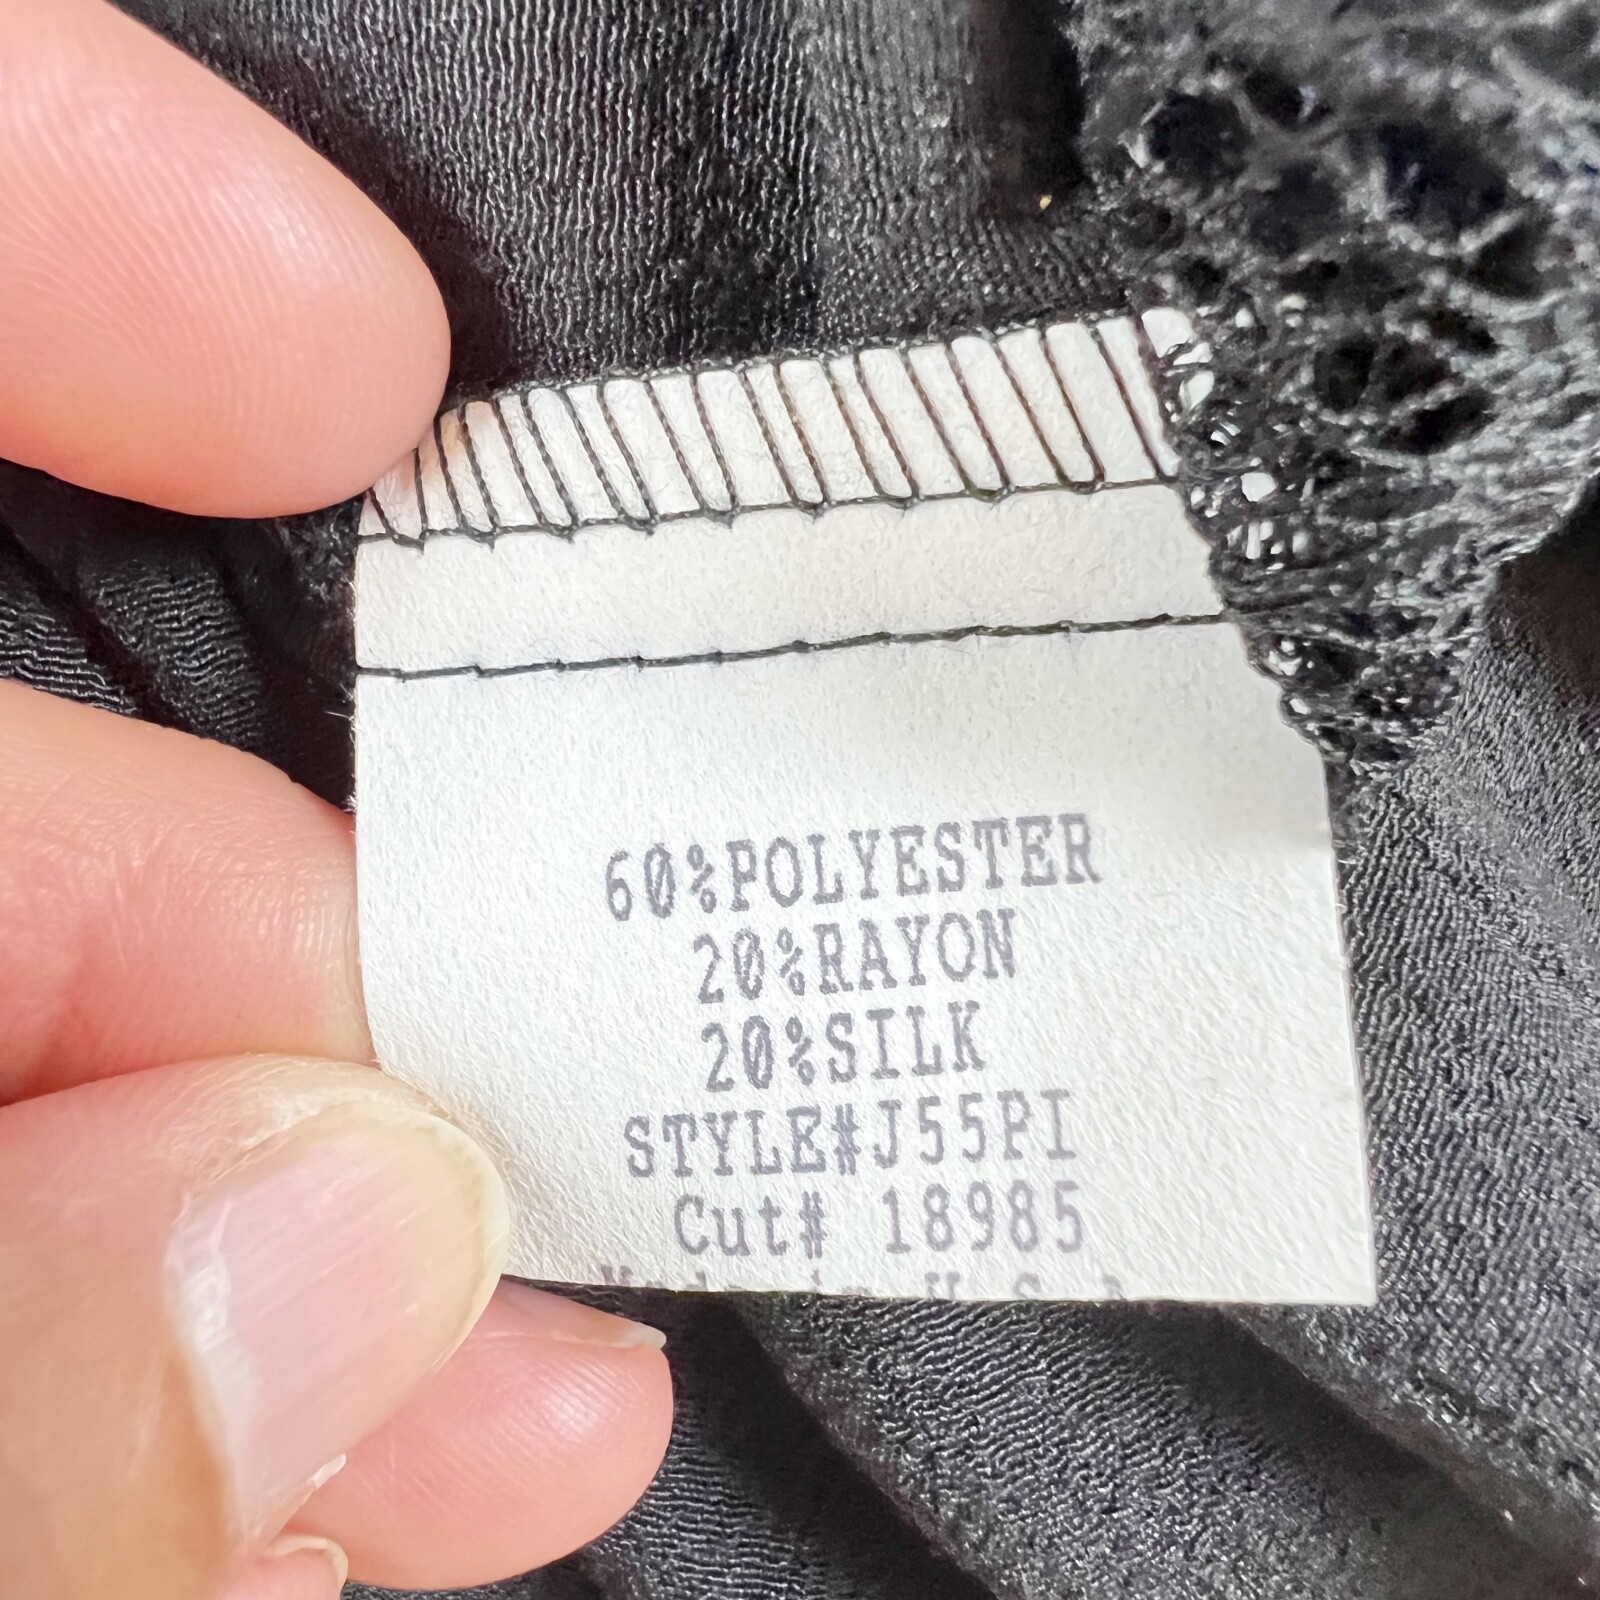 60%POLYESTER
20%RAYON
20%SILK
STYLE#J55PI
Cut# 18985